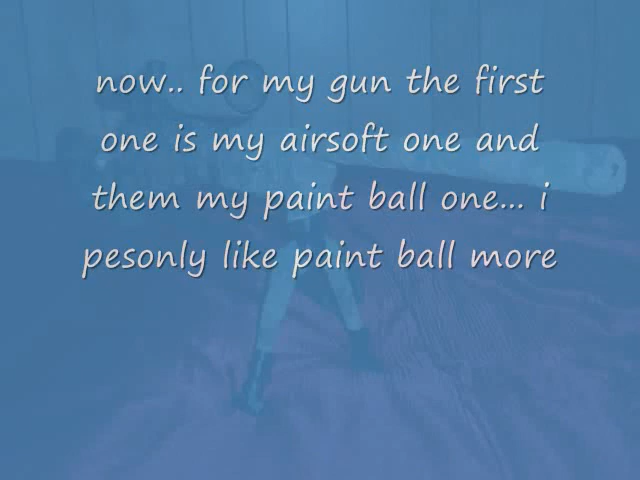 now.. for my gun the first
one is my airsoft one and
them my paint ball one... i
pesonly like paint ball more